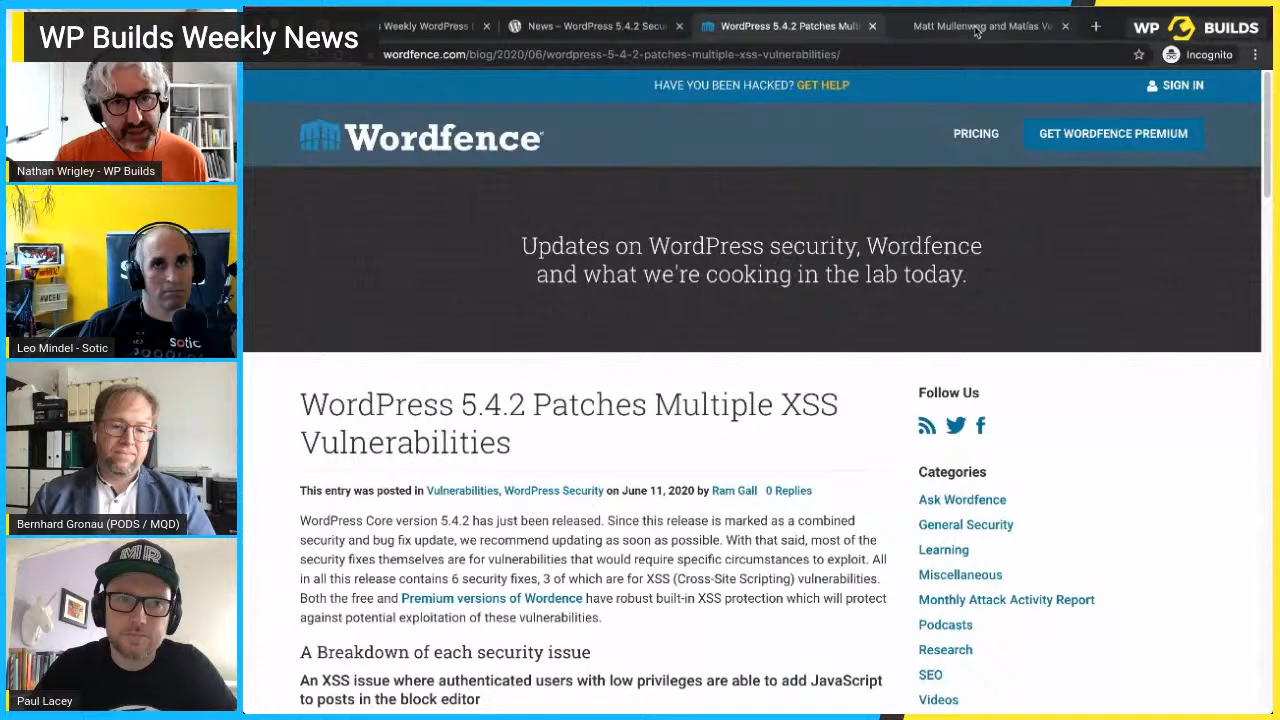 WP Builds Weekly News
s Weekly WordPress
News – WordPress 5.4.2 Secu
WordPress 5.4.2 Patches Mult
Matt Mullenweg and Matías Ve
WP BUILDS
wordfence.com/blog/2020/06/wordpress-5-4-2-patches-multiple-xss-vulnerabilities/
Incognito
HAVE YOU BEEN HACKED? GET HELP
SIGN IN
Wordfence
PRICING
GET WORDFENCE PREMIUM
Updates on WordPress security, Wordfence
and what we're cooking in the lab today.
WordPress 5.4.2 Patches Multiple XSS
Vulnerabilities
This entry was posted in Vulnerabilities, WordPress Security on June 11, 2020 by Ram Gall 0 Replies
WordPress Core version 5.4.2 has just been released. Since this release is marked as a combined
security and bug fix update, we recommend updating as soon as possible. With that said, most of the
security fixes themselves are for vulnerabilities that would require specific circumstances to exploit. All
in all this release contains 6 security fixes, 3 of which are for XSS (Cross-Site Scripting) vulnerabilities.
Both the free and Premium versions of Wordence have robust built-in XSS protection which will protect
against potential exploitation of these vulnerabilities.
A Breakdown of each security issue
An XSS issue where authenticated users with low privileges are able to add JavaScript
to posts in the block editor
Follow Us
Categories
Ask Wordfence
General Security
Learning
Miscellaneous
Monthly Attack Activity Report
Podcasts
Research
SEO
Videos
Nathan Wrigley - WP Builds
sotic
Leo Mindel - Sotic
Bernhard Gronau (PODS / MQD)
MR
Paul Lacey